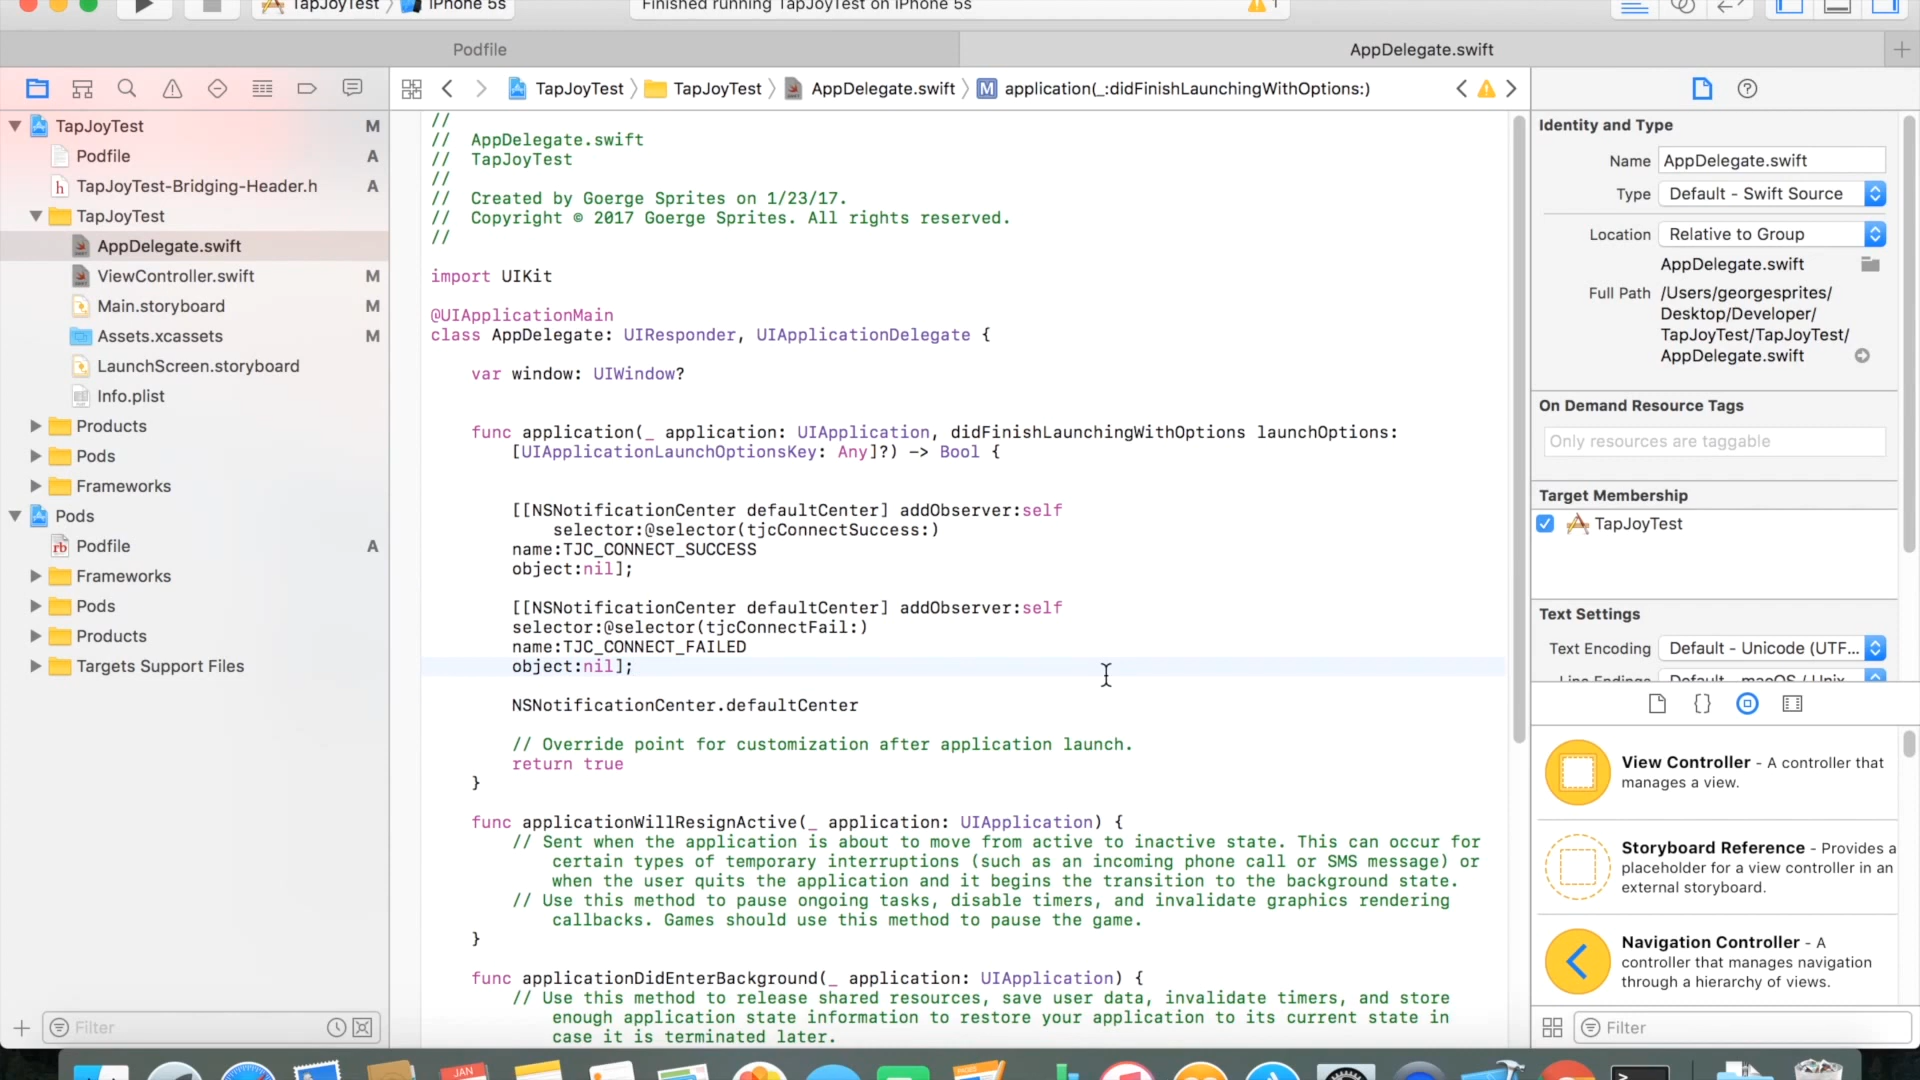 TapJoyTest
iPhone 5s
Finished running TapJoyTest on iPhone 5s
1
Podfile
AppDelegate.swift
TapJoyTest
TapJoyTest
AppDelegate.swift
M
application(_:didFinishLaunchingWithOptions:)
TapJoyTest M
Podfile A
h TapJoyTest-Bridging-Header.h A
TapJoyTest
AppDelegate.swift
ViewController.swift M
Main.storyboard M
Assets.xcassets M
LaunchScreen.storyboard
Info.plist
Products
Pods
Frameworks
Pods
rb Podfile A
Frameworks
Pods
Products
Targets Support Files
Filter
//
// AppDelegate.swift
// TapJoyTest
//
// Created by Goerge Sprites on 1/23/17.
// Copyright © 2017 Goerge Sprites. All rights reserved.
//
import UIKit
@UIApplicationMain
class AppDelegate: UIResponder, UIApplicationDelegate {
var window: UIWindow?
func application(_ application: UIApplication, didFinishLaunchingWithOptions launchOptions:
[UIApplicationLaunchOptionsKey: Any]?) -> Bool {
[[NSNotificationCenter defaultCenter] addObserver:self
selector:@selector(tjcConnectSuccess:)
name:TJC_CONNECT_SUCCESS
object:nil];
[[NSNotificationCenter defaultCenter] addObserver:self
selector:@selector(tjcConnectFail:)
name:TJC_CONNECT_FAILED
object:nil];
NSNotificationCenter.defaultCenter
// Override point for customization after application launch.
return true
}
func applicationWillResignActive(_ application: UIApplication) {
// Sent when the application is about to move from active to inactive state. This can occur for
certain types of temporary interruptions (such as an incoming phone call or SMS message) or
when the user quits the application and it begins the transition to the background state.
// Use this method to pause ongoing tasks, disable timers, and invalidate graphics rendering
callbacks. Games should use this method to pause the game.
}
func applicationDidEnterBackground(_ application: UIApplication) {
// Use this method to release shared resources, save user data, invalidate timers, and store
enough application state information to restore your application to its current state in
case it is terminated later.
Identity and Type
Name AppDelegate.swift
Type Default - Swift Source
Location Relative to Group
AppDelegate.swift
Full Path /Users/georgesprites/
Desktop/Developer/
TapJoyTest/TapJoyTest/
AppDelegate.swift
On Demand Resource Tags
Only resources are taggable
Target Membership
TapJoyTest
Text Settings
Text Encoding Default - Unicode (UTF...
Line Endings Default - macOS / Unix
{}
View Controller - A controller that
manages a view.
Storyboard Reference - Provides a
placeholder for a view controller in an
external storyboard.
Navigation Controller - A
controller that manages navigation
through a hierarchy of views.
Filter
JAN
PAGES